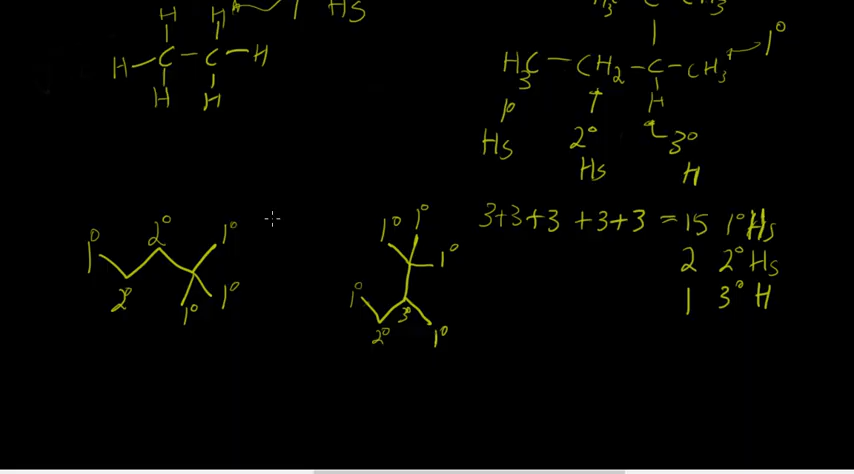 1 Hs
H H
H C C H
H H
CH3
H3C — CH2 — C — CH3 1°
H
1° 2° 3°
Hs Hs H
1° 2° 1°
2° 1° 1°
1° 1° 1°
1° 2° 3° 1°
3+3+3 +3+3 = 15 1° Hs
2 2° Hs
1 3° H